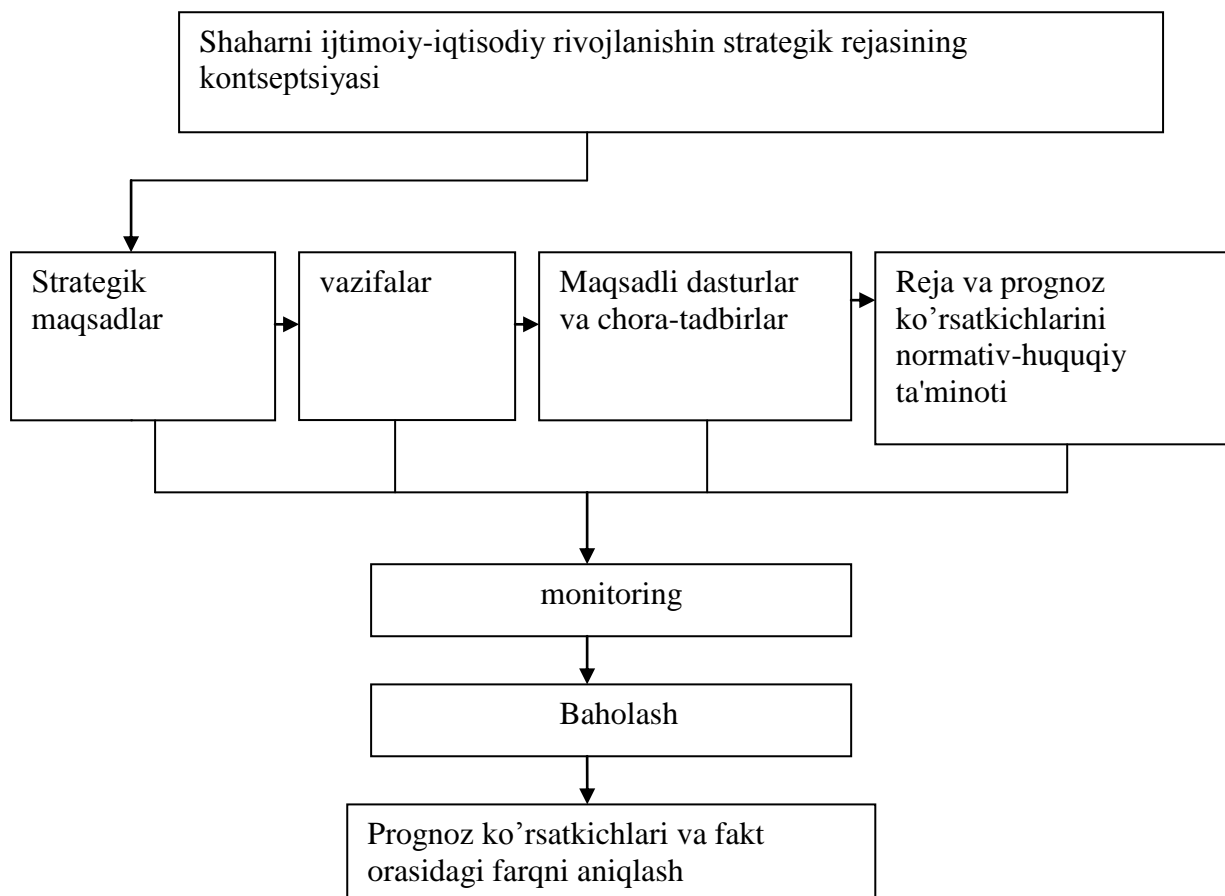 Shaharni ijtimoiy-iqtisodiy rivojlanishin strategik rejasining
kontseptsiyasi
Strategik
maqsadlar
vazifalar
Maqsadli dasturlar
va chora-tadbirlar
Reja va prognoz
ko’rsatkichlarini
normativ-huquqiy
ta'minoti
monitoring
Baholash
Prognoz ko’rsatkichlari va fakt
orasidagi farqni aniqlash